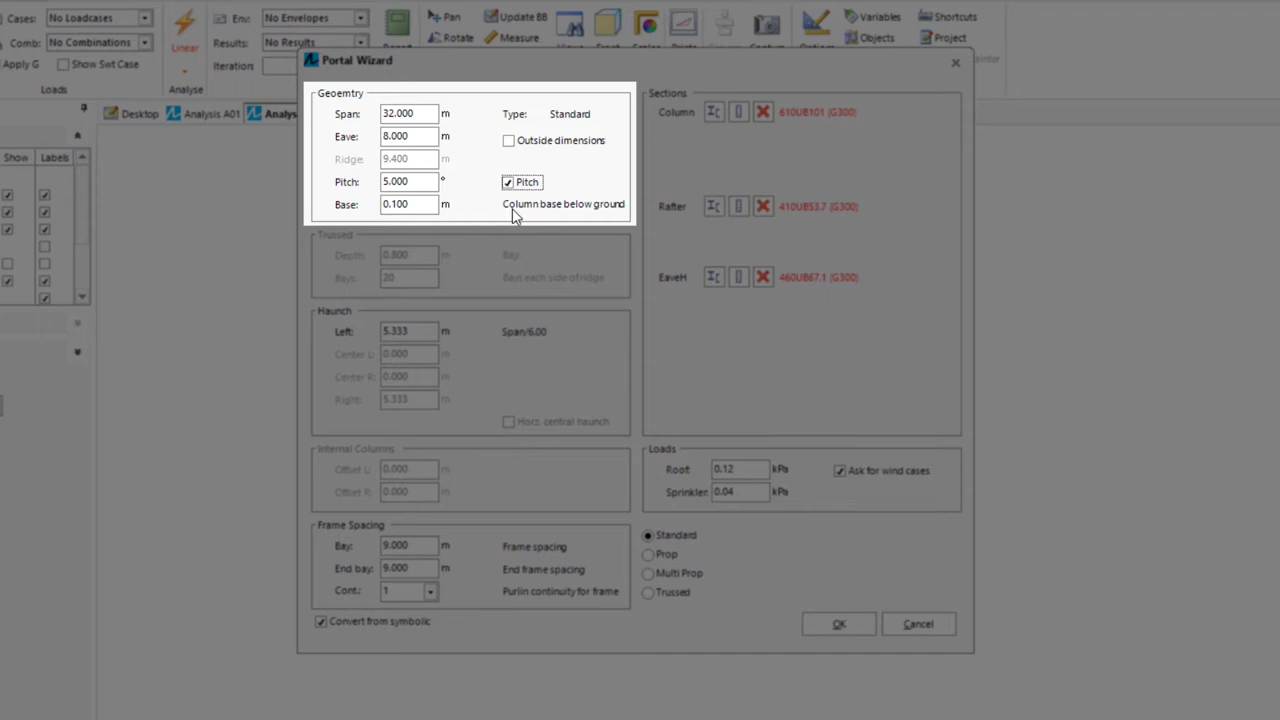 Cases: No Loadcases Env: No Envelopes Pan Update BB Variables Shortcuts
Comb: No Combinations Linear Results: No Results Rotate Measure Objects Project
Apply G Show Swt Case Iteration:
Loads Analyse
Portal Wizard
Desktop Analysis A01 Analys
Show Labels
Geoemtry
Span: 32.000 m Type: Standard
Eave: 8.000 m Outside dimensions
Ridge: 9.400 m
Pitch: 5.000 ° Pitch
Base: 0.100 m Column base below ground
Trussed
Depth: 0.800 m Bay:
Bays: 20 Bays each side of ridge
Haunch
Left: 5.333 m Span/6.00
Center L: 0.000 m
Center R: 0.000 m
Right: 5.333 m
Horz. central haunch
Internal Columns
Offset L: 0.000 m
Offset R: 0.000 m
Frame Spacing
Bay: 9.000 m Frame spacing
End bay: 9.000 m End frame spacing
Cont.: 1 Purlin continuity for frame
Convert from symbolic
Sections
Column 610UB101 (G300)
Rafter 410UB53.7 (G300)
EaveH 460UB67.1 (G300)
Loads
Roof: 0.12 kPa Ask for wind cases
Sprinkler: 0.04 kPa
Standard
Prop
Multi Prop
Trussed
OK Cancel